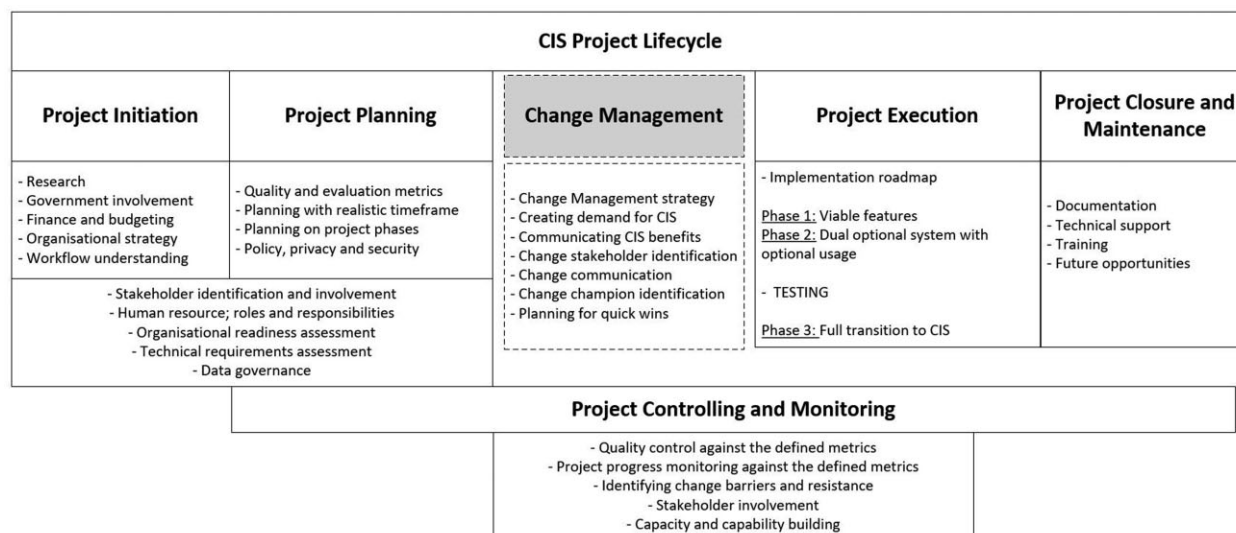 CIS Project Lifecycle
Project Initiation
- Research
- Government involvement
- Finance and budgeting
- Organisational strategy
- Workflow understanding
Project Planning
- Quality and evaluation metrics
- Planning with realistic timeframe
- Planning on project phases
- Policy, privacy and security
- Stakeholder identification and involvement
- Human resource; roles and responsibilities
- Organisational readiness assessment
- Technical requirements assessment
- Data governance
Change Management
- Change Management strategy
- Creating demand for CIS
- Communicating CIS benefits
- Change stakeholder identification
- Change communication
- Change champion identification
- Planning for quick wins
Project Execution
- Implementation roadmap
Phase 1: Viable features
Phase 2: Dual optional system with
optional usage
- TESTING
Phase 3: Full transition to CIS
Project Closure and
Maintenance
- Documentation
- Technical support
- Training
- Future opportunities
Project Controlling and Monitoring
- Quality control against the defined metrics
- Project progress monitoring against the defined metrics
- Identifying change barriers and resistance
- Stakeholder involvement
- Capacity and capability building